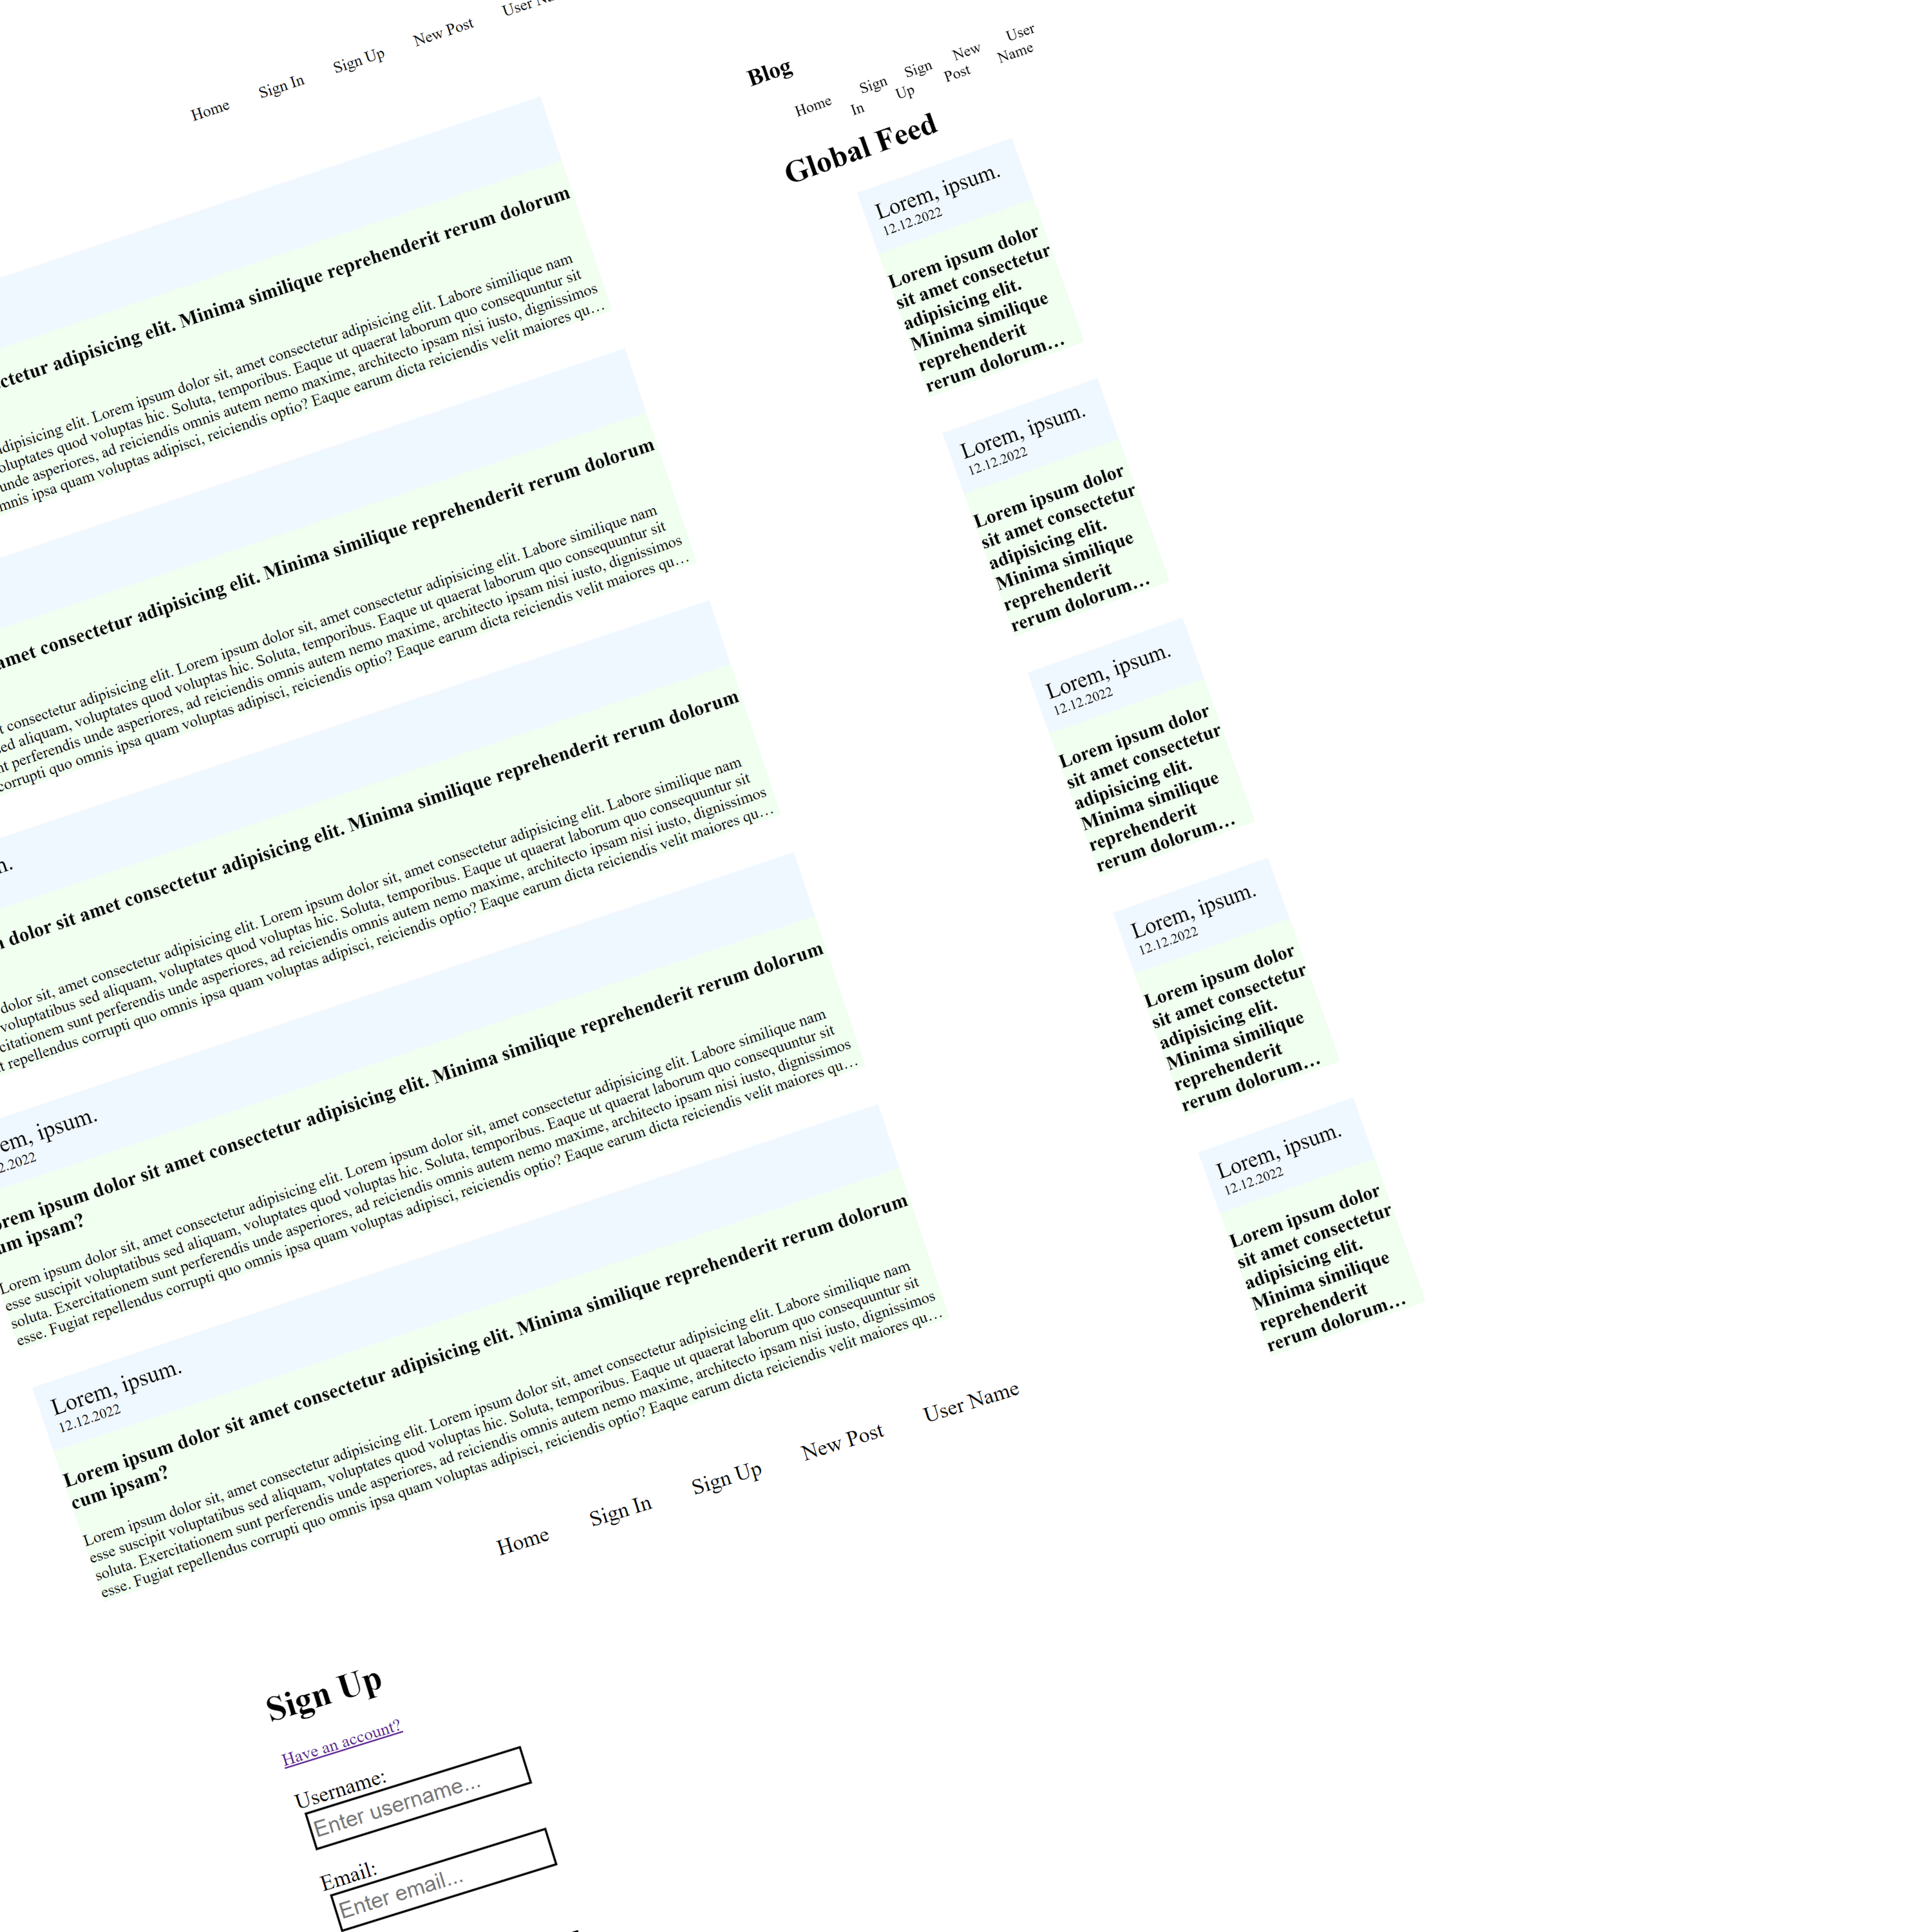 Home Sign In Sign Up New Post User
adipisicing elit. Minima similique reprehenderit rerum dolorum
adipisicing elit. Lorem ipsum dolor sit, amet consectetur adipisicing elit. Labore similique nam
voluptates quod voluptas hic. Soluta, temporibus. Eaque ut quaerat laborum quo consequuntur sit
unde asperiores, ad reiciendis omnis autem nemo maxime, architecto ipsam nisi iusto, dignissimos
omnis ipsa quam voluptas adipisci, reiciendis optio? Eaque earum dicta reiciendis velit maiores qu…
amet consectetur adipisicing elit. Minima similique reprehenderit rerum dolorum
consectetur adipisicing elit. Lorem ipsum dolor sit, amet consectetur adipisicing elit. Labore similique nam
sed aliquam, voluptates quod voluptas hic. Soluta, temporibus. Eaque ut quaerat laborum quo consequuntur sit
perferendis unde asperiores, ad reiciendis omnis autem nemo maxime, architecto ipsam nisi iusto, dignissimos
corrupti quo omnis ipsa quam voluptas adipisci, reiciendis optio? Eaque earum dicta reiciendis velit maiores qu…
dolor sit amet consectetur adipisicing elit. Minima similique reprehenderit rerum dolorum
dolor sit, amet consectetur adipisicing elit. Lorem ipsum dolor sit, amet consectetur adipisicing elit. Labore similique nam
voluptatibus sed aliquam, voluptates quod voluptas hic. Soluta, temporibus. Eaque ut quaerat laborum quo consequuntur sit
sunt perferendis unde asperiores, ad reiciendis omnis autem nemo maxime, architecto ipsam nisi iusto, dignissimos
repellendus corrupti quo omnis ipsa quam voluptas adipisci, reiciendis optio? Eaque earum dicta reiciendis velit maiores qu…
em, ipsum.
2.2022
orem ipsum dolor sit amet consectetur adipisicing elit. Minima similique reprehenderit rerum dolorum
um ipsam?
Lorem ipsum dolor sit, amet consectetur adipisicing elit. Lorem ipsum dolor sit, amet consectetur adipisicing elit. Labore similique nam
esse suscipit voluptatibus sed aliquam, voluptates quod voluptas hic. Soluta, temporibus. Eaque ut quaerat laborum quo consequuntur sit
soluta. Exercitationem sunt perferendis unde asperiores, ad reiciendis omnis autem nemo maxime, architecto ipsam nisi iusto, dignissimos
esse. Fugiat repellendus corrupti quo omnis ipsa quam voluptas adipisci, reiciendis optio? Eaque earum dicta reiciendis velit maiores qu…
Lorem, ipsum.
12.12.2022
Lorem ipsum dolor sit amet consectetur adipisicing elit. Minima similique reprehenderit rerum dolorum
cum ipsam?
Lorem ipsum dolor sit, amet consectetur adipisicing elit. Lorem ipsum dolor sit, amet consectetur adipisicing elit. Labore similique nam
esse suscipit voluptatibus sed aliquam, voluptates quod voluptas hic. Soluta, temporibus. Eaque ut quaerat laborum quo consequuntur sit
soluta. Exercitationem sunt perferendis unde asperiores, ad reiciendis omnis autem nemo maxime, architecto ipsam nisi iusto, dignissimos
esse. Fugiat repellendus corrupti quo omnis ipsa quam voluptas adipisci, reiciendis optio? Eaque earum dicta reiciendis velit maiores qu…
Blog
Home Sign Sign New User
In Up Post Name
Global Feed
Lorem, ipsum.
12.12.2022
Lorem ipsum dolor
sit amet consectetur
adipisicing elit.
Minima similique
reprehenderit
rerum dolorum…
Lorem, ipsum.
12.12.2022
Lorem ipsum dolor
sit amet consectetur
adipisicing elit.
Minima similique
reprehenderit
rerum dolorum…
Lorem, ipsum.
12.12.2022
Lorem ipsum dolor
sit amet consectetur
adipisicing elit.
Minima similique
reprehenderit
rerum dolorum…
Lorem, ipsum.
12.12.2022
Lorem ipsum dolor
sit amet consectetur
adipisicing elit.
Minima similique
reprehenderit
rerum dolorum…
Lorem, ipsum.
12.12.2022
Lorem ipsum dolor
sit amet consectetur
adipisicing elit.
Minima similique
reprehenderit
rerum dolorum…
Home Sign In Sign Up New Post User Name
Sign Up
Have an account?
Username:
Enter username...
Email:
Enter email...